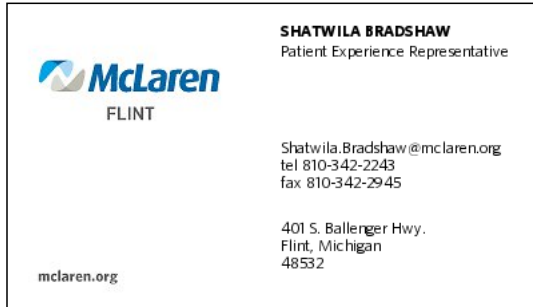 McLaren
FLINT
mclaren.org
SHATWILA BRADSHAW
Patient Experience Representative
Shatwila.Bradshaw@mclaren.org
tel 810-342-2243
fax 810-342-2945
401 S. Ballenger Hwy.
Flint, Michigan
48532